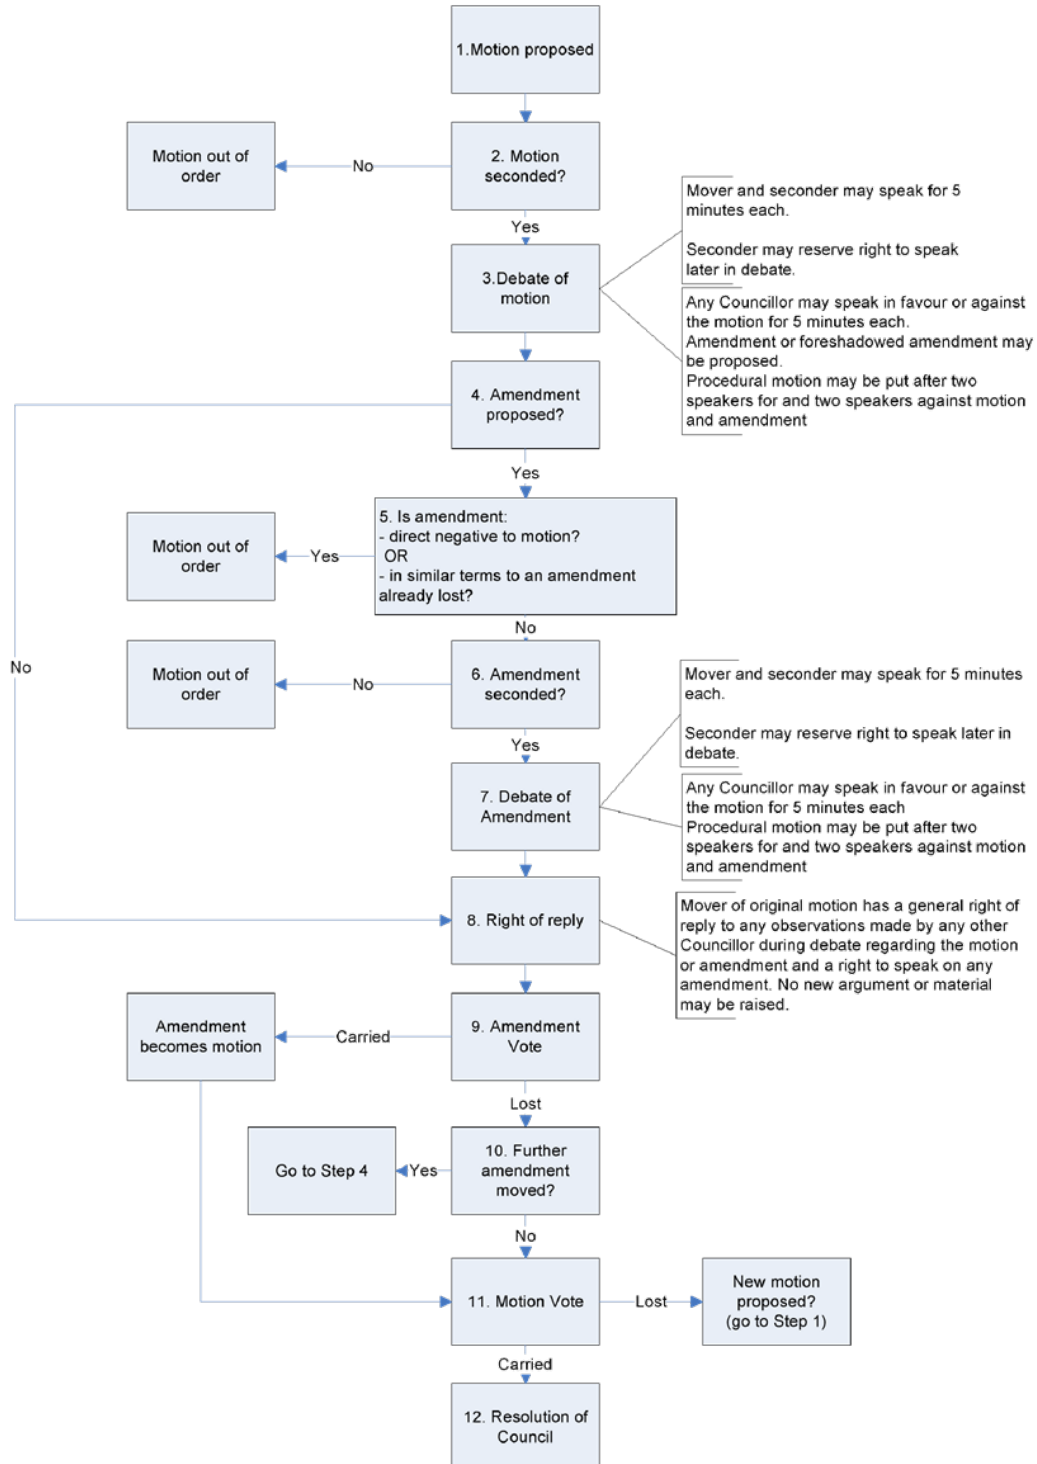 1.Motion proposed
Motion out of
order
No
2. Motion
seconded?
Yes
Mover and seconder may speak for 5
minutes each.
Seconder may reserve right to speak
later in debate.
3.Debate of
motion
Any Councillor may speak in favour or against
the motion for 5 minutes each.
Amendment or foreshadowed amendment may
be proposed.
Procedural motion may be put after two
speakers for and two speakers against motion
and amendment
4. Amendment
proposed?
Yes
5. Is amendment:
- direct negative to motion?
OR
- in similar terms to an amendment
already lost?
Yes
Motion out of
order
No
No
Motion out of
order
No
6. Amendment
seconded?
Yes
Mover and seconder may speak for 5 minutes
each.
Seconder may reserve right to speak later in
debate.
7. Debate of
Amendment
Any Councillor may speak in favour or against
the motion for 5 minutes each
Procedural motion may be put after two
speakers for and two speakers against motion
and amendment
8. Right of reply
Mover of original motion has a general right of
reply to any observations made by any other
Councillor during debate regarding the motion
or amendment and a right to speak on any
amendment. No new argument or material
may be raised.
Amendment
becomes motion
Carried
9. Amendment
Vote
Lost
Go to Step 4
Yes
10. Further
amendment
moved?
No
11. Motion Vote
Lost
New motion
proposed?
(go to Step 1)
Carried
12. Resolution of
Council